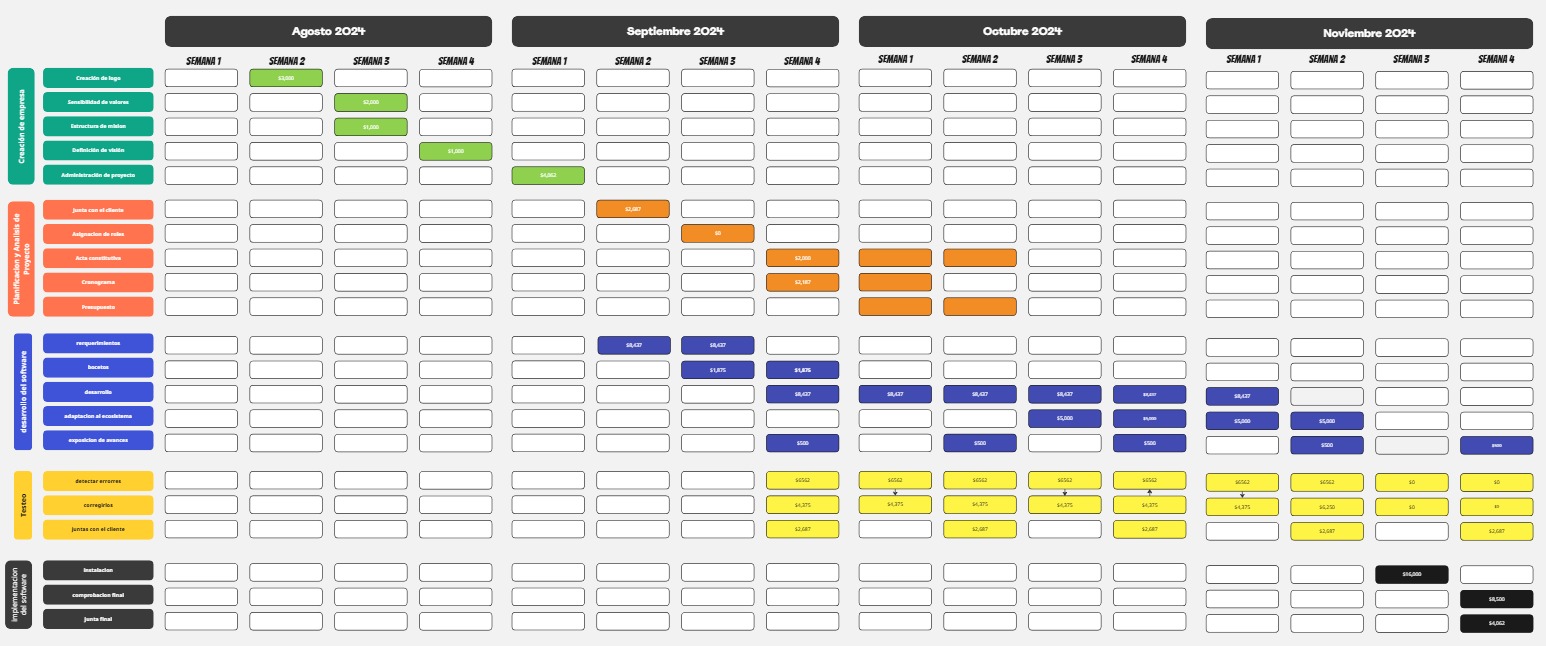 Agosto 2024
Septiembre 2024
Octubre 2024
Noviembre 2024
SEMANA 1 SEMANA 2 SEMANA 3 SEMANA 4 SEMANA 1 SEMANA 2 SEMANA 3 SEMANA 4 SEMANA 1 SEMANA 2 SEMANA 3 SEMANA 4 SEMANA 1 SEMANA 2 SEMANA 3 SEMANA 4
Creación de empresa
Creación de logo $3,000
Sensibilidad de valores $2,000
Estructura de mision $1,000
Definición de visión $1,000
Administración de proyecto $4,062
Planificacion y Analisis de
Proyecto
Junta con el cliente $2,687
Asignacion de roles $0
Acta constitutiva $2,000
Cronograma $2,187
Presupuesto
desarrollo del software
rerquerimientos $8,437 $8,437
bocetos $1,875 $1,875
desarrollo $8,437 $8,437 $8,437 $8,437 $8,437 $8,437
adaptacion al ecosistema $5,000 $5,000 $5,000 $5,000
exposicion de avances $500 $500 $500 $500 $500
Testeo
detectar errorres $6562 $6562 $6562 $6562 $6562 $6562 $6562 $0 $0
corregirlos $4,375 $4,375 $4,375 $4,375 $4,375 $4,375 $6,250 $0 $0
juntas con el cliente $2,687 $2,687 $2,687 $2,687 $2,687
Implementacion
del software
instalacion $16,000
comprobacion final $8,500
junta final $4,062